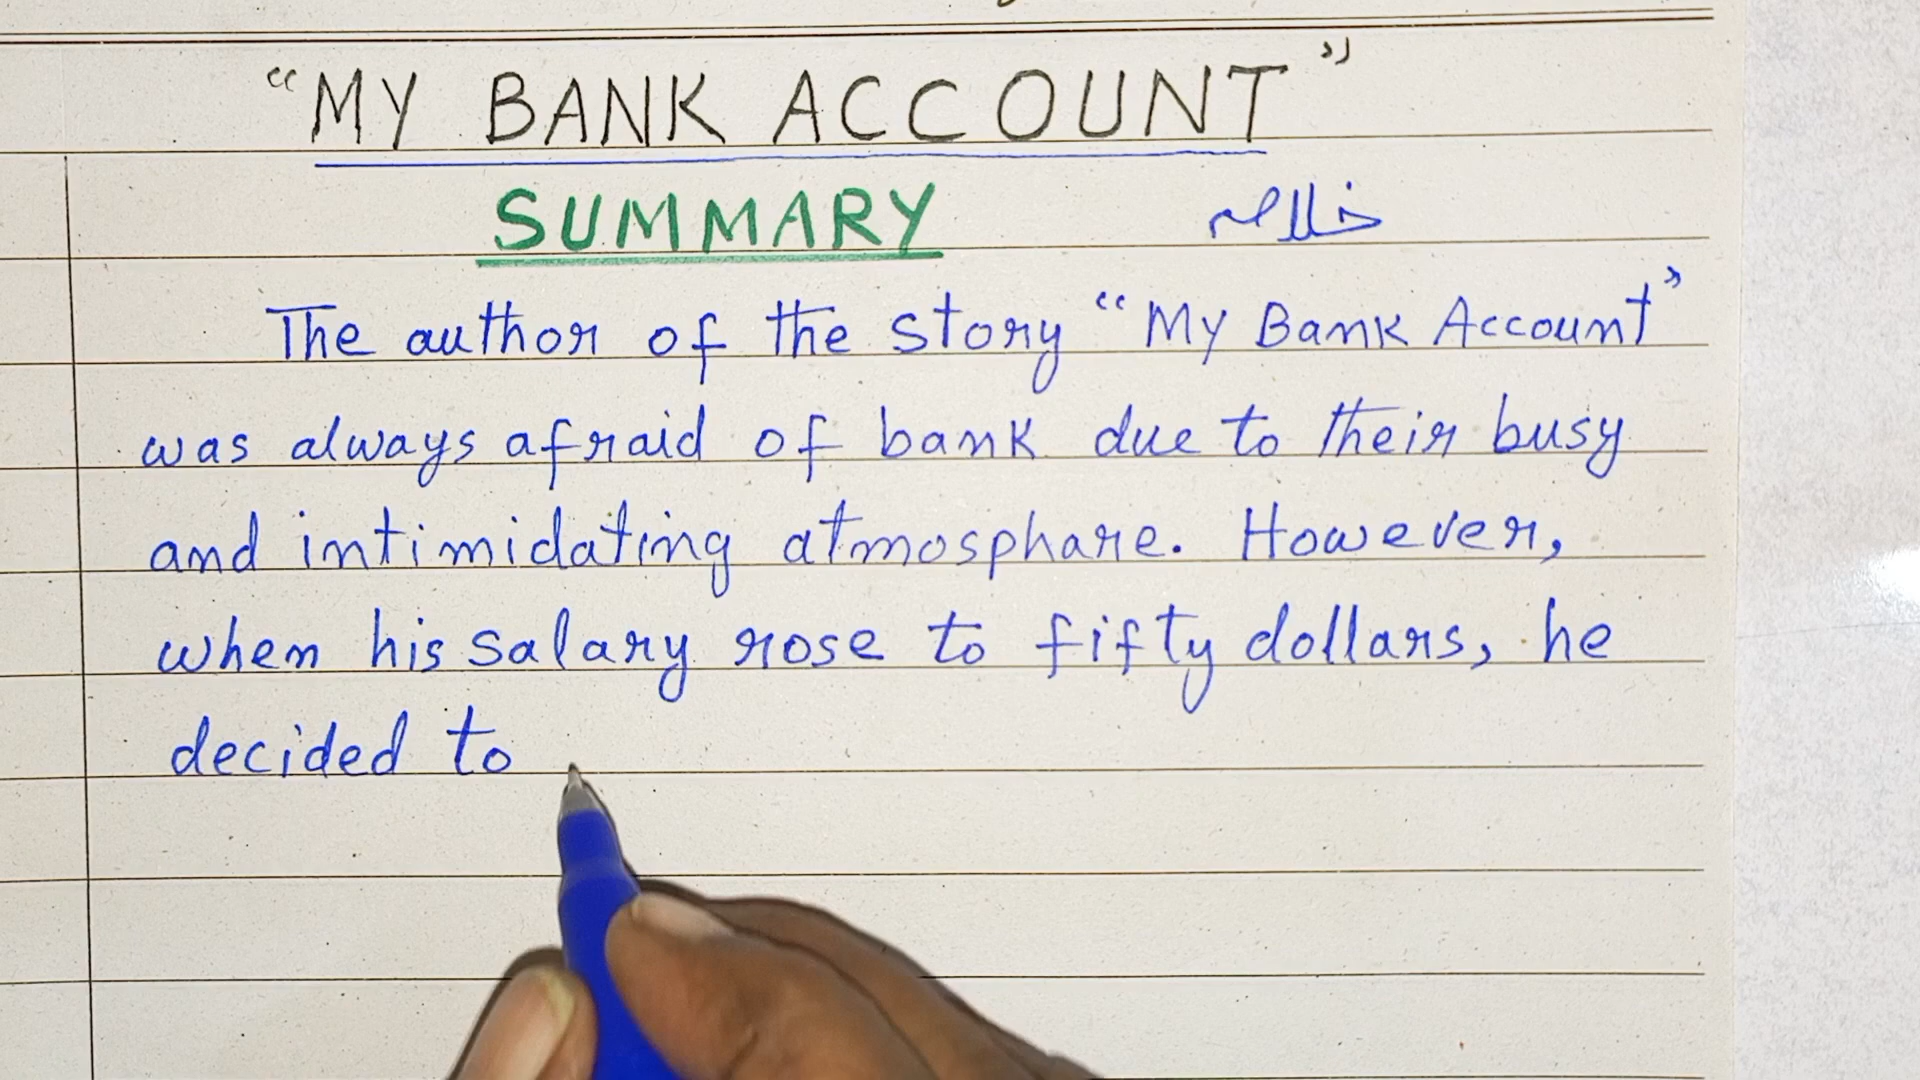 "MY BANK ACCOUNT"
SUMMARY خلاصہ
The author of the story "My Bank Account"
was always afraid of bank due to their busy
and intimidating atmosphare. However,
when his salary rose to fifty dollars, he
decided to